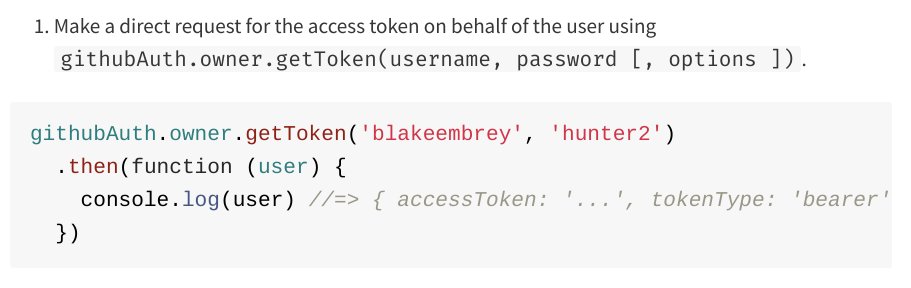 1. Make a direct request for the access token on behalf of the user using
githubAuth.owner.getToken(username, password [, options ]).
githubAuth.owner.getToken('blakeembrey', 'hunter2')
.then(function (user) {
console.log(user) //=> { accessToken: '...', tokenType: 'bearer'
})